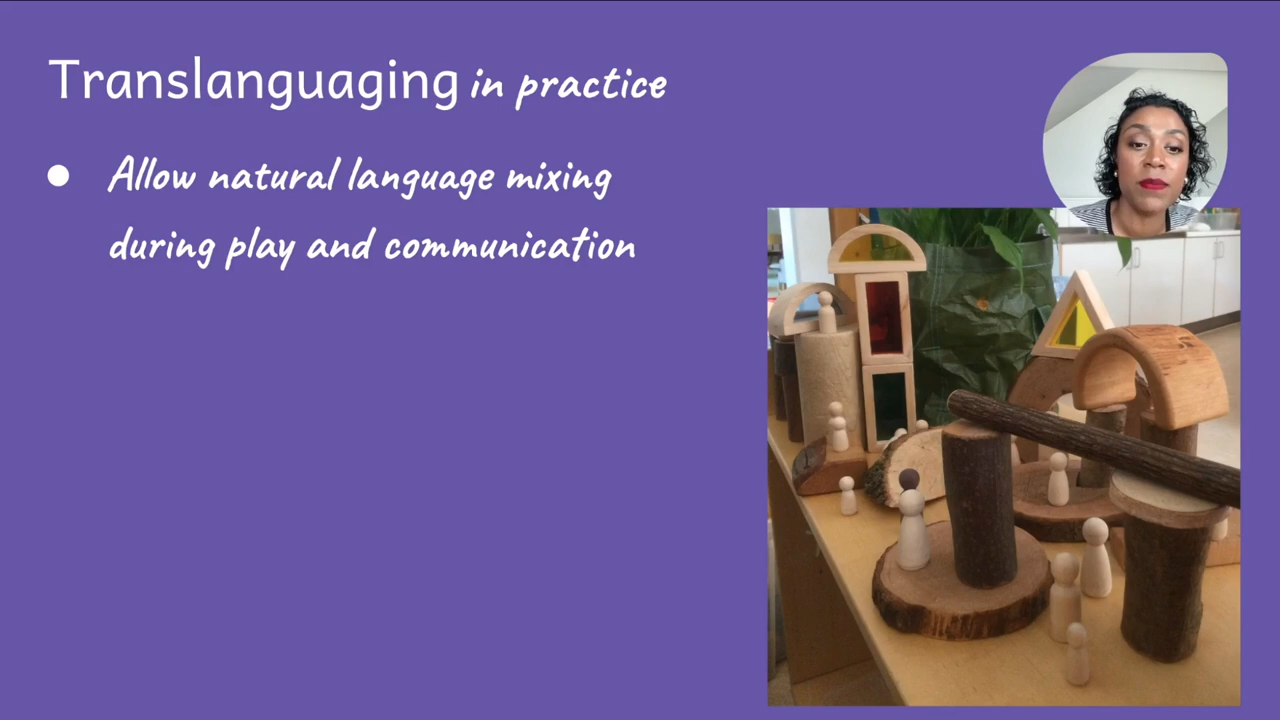 Translanguaging in practice
Allow natural language mixing
during play and communication